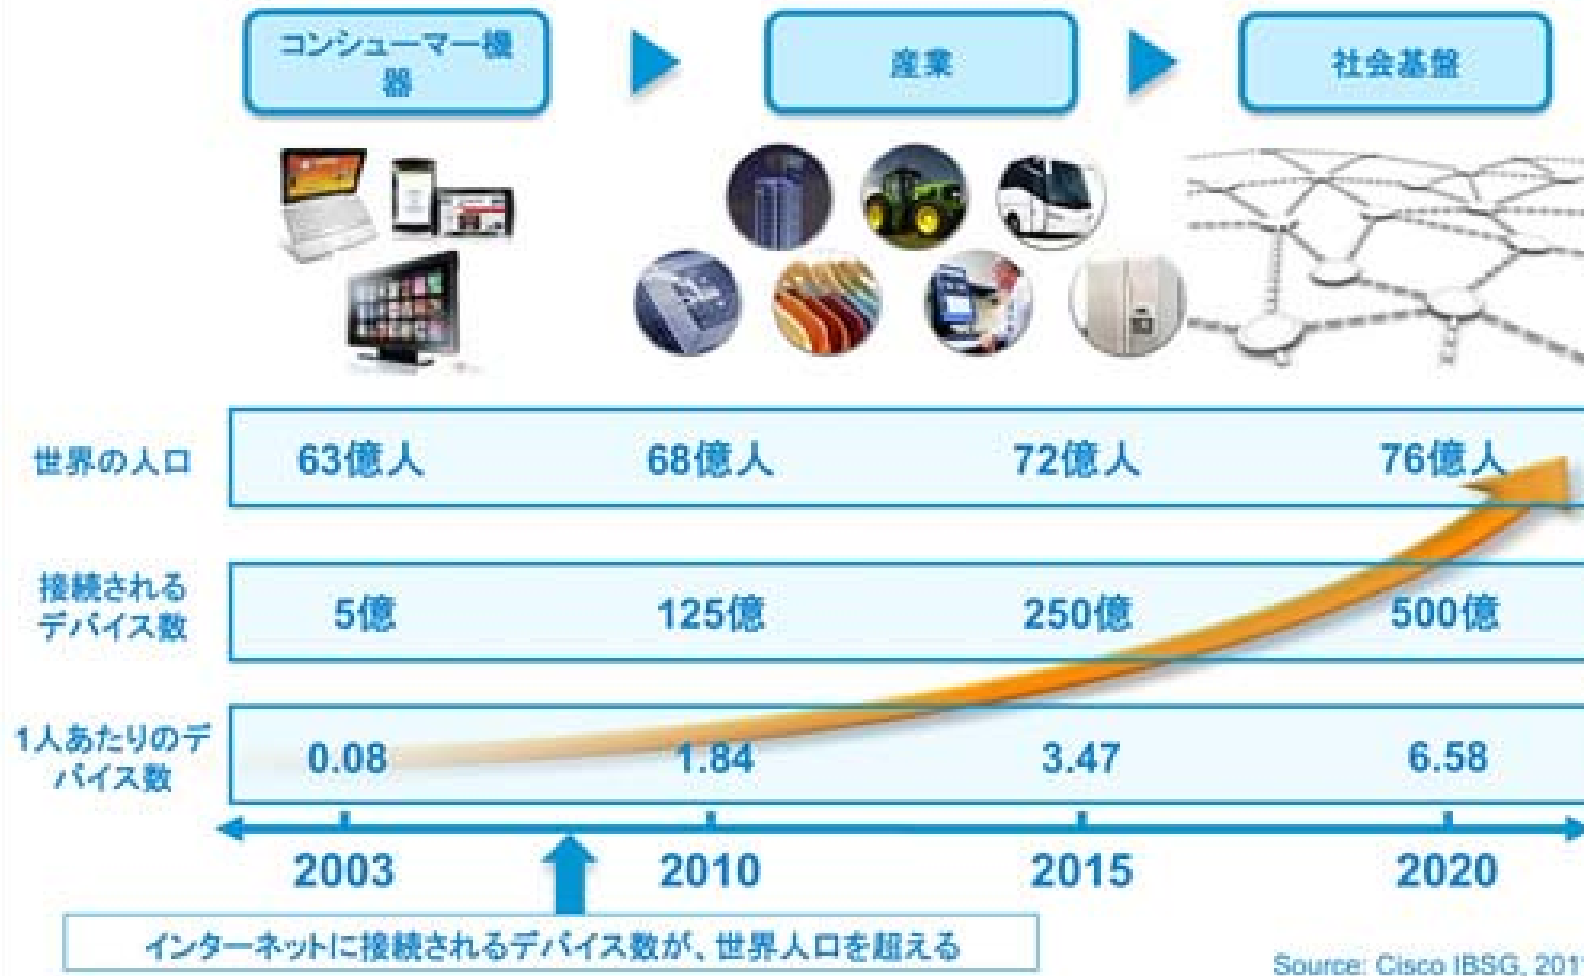 コンシューマー機
器
産業
社会基盤
世界の人口
63億人
68億人
72億人
76億人
接続される
デバイス数
5億
125億
250億
500億
1人あたりのデ
バイス数
0.08
1.84
3.47
6.58
2003
2010
2015
2020
インターネットに接続されるデバイス数が、世界人口を超える
Source: Cisco IBSG,